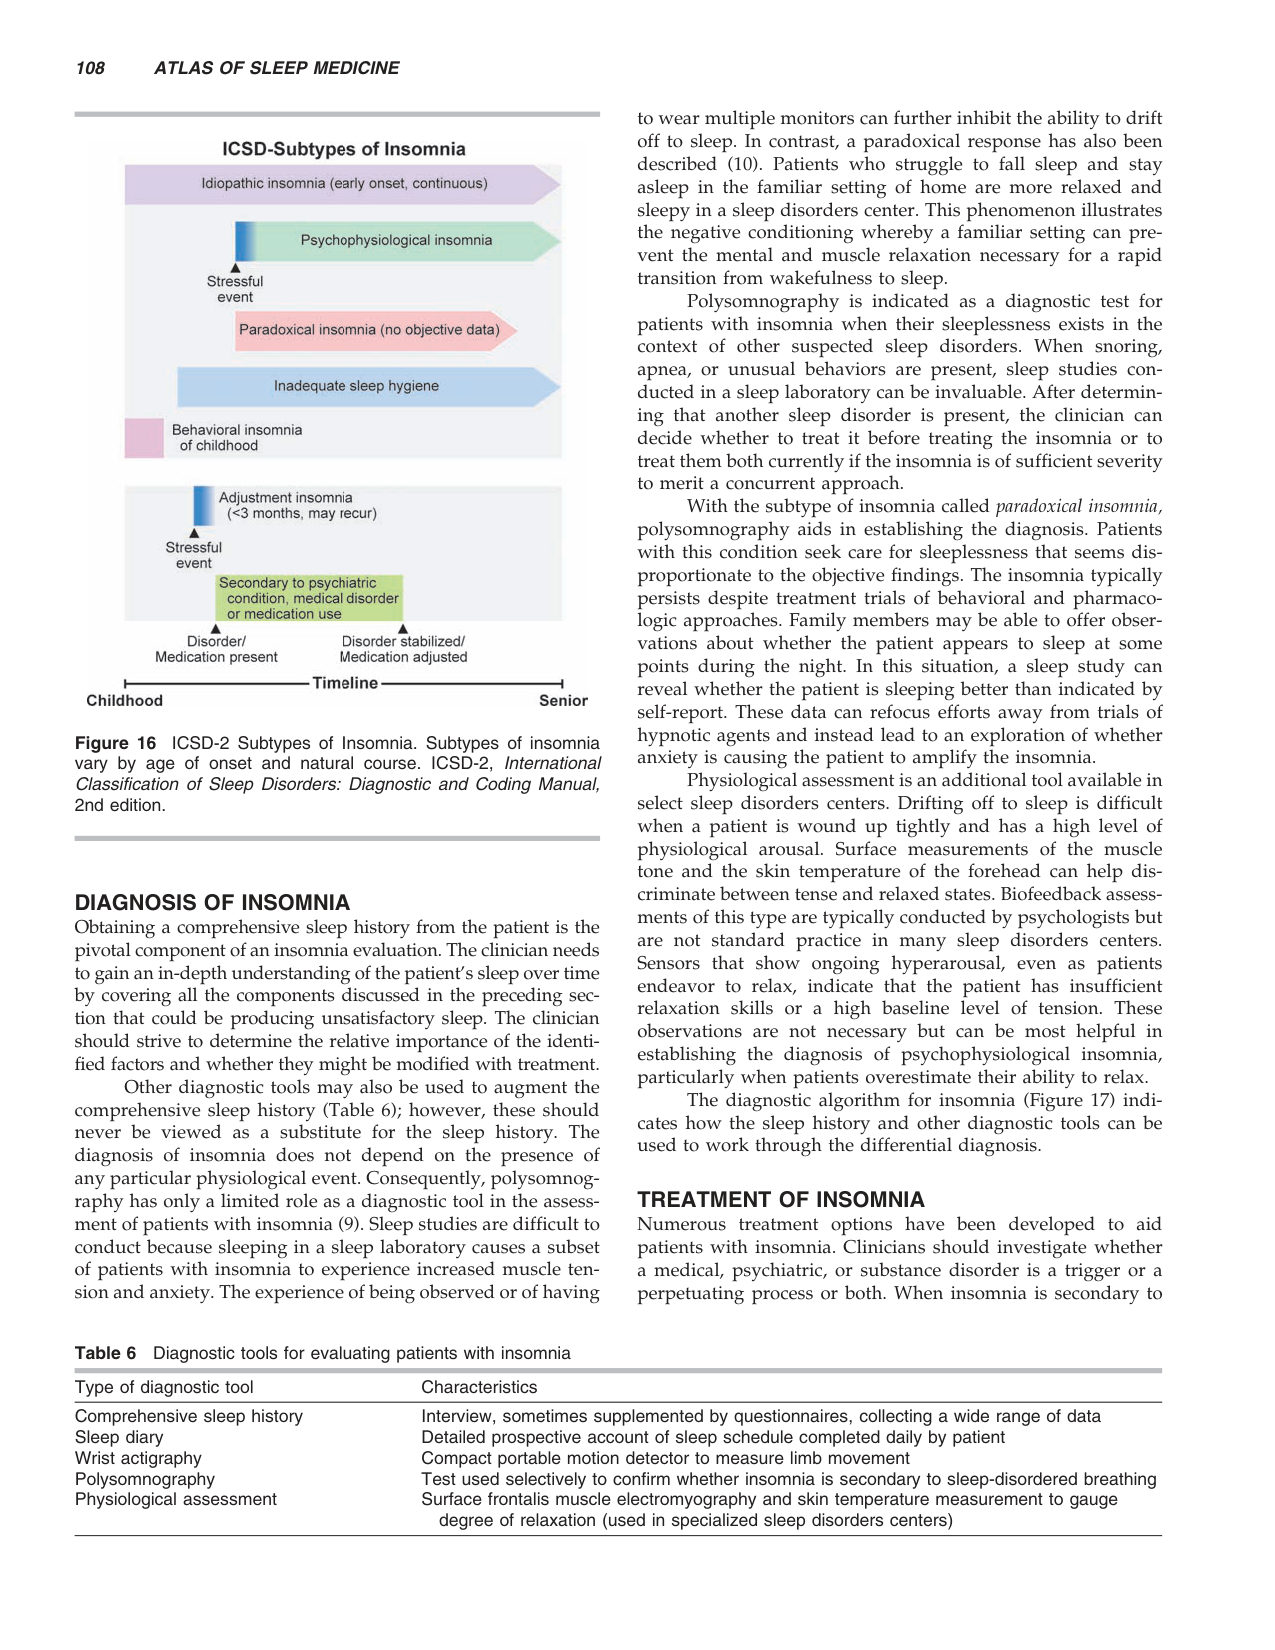 108 ATLAS OF SLEEP MEDICINE
ICSD-Subtypes of Insomnia
Idiopathic insomnia (early onset, continuous)
Psychophysiological insomnia
Stressful
event
Paradoxical insomnia (no objective data)
Inadequate sleep hygiene
Behavioral insomnia
of childhood
Adjustment insomnia
(<3 months, may recur)
Stressful
event
Secondary to psychiatric
condition, medical disorder
or medication use
Disorder/
Medication present
Disorder stabilized/
Medication adjusted
Timeline
Childhood
Senior
Figure 16 ICSD-2 Subtypes of Insomnia. Subtypes of insomnia
vary by age of onset and natural course. ICSD-2, International
Classification of Sleep Disorders: Diagnostic and Coding Manual,
2nd edition.
DIAGNOSIS OF INSOMNIA
Obtaining a comprehensive sleep history from the patient is the
pivotal component of an insomnia evaluation. The clinician needs
to gain an in-depth understanding of the patient's sleep over time
by covering all the components discussed in the preceding sec-
tion that could be producing unsatisfactory sleep. The clinician
should strive to determine the relative importance of the identi-
fied factors and whether they might be modified with treatment.
Other diagnostic tools may also be used to augment the
comprehensive sleep history (Table 6); however, these should
never be viewed as a substitute for the sleep history. The
diagnosis of insomnia does not depend on the presence of
any particular physiological event. Consequently, polysomnog-
raphy has only a limited role as a diagnostic tool in the assess-
ment of patients with insomnia (9). Sleep studies are difficult to
conduct because sleeping in a sleep laboratory causes a subset
of patients with insomnia to experience increased muscle ten-
sion and anxiety. The experience of being observed or of having
to wear multiple monitors can further inhibit the ability to drift
off to sleep. In contrast, a paradoxical response has also been
described (10). Patients who struggle to fall sleep and stay
asleep in the familiar setting of home are more relaxed and
sleepy in a sleep disorders center. This phenomenon illustrates
the negative conditioning whereby a familiar setting can pre-
vent the mental and muscle relaxation necessary for a rapid
transition from wakefulness to sleep.
Polysomnography is indicated as a diagnostic test for
patients with insomnia when their sleeplessness exists in the
context of other suspected sleep disorders. When snoring,
apnea, or unusual behaviors are present, sleep studies con-
ducted in a sleep laboratory can be invaluable. After determin-
ing that another sleep disorder is present, the clinician can
decide whether to treat it before treating the insomnia or to
treat them both currently if the insomnia is of sufficient severity
to merit a concurrent approach.
With the subtype of insomnia called paradoxical insomnia,
polysomnography aids in establishing the diagnosis. Patients
with this condition seek care for sleeplessness that seems dis-
proportionate to the objective findings. The insomnia typically
persists despite treatment trials of behavioral and pharmaco-
logic approaches. Family members may be able to offer obser-
vations about whether the patient appears to sleep at some
points during the night. In this situation, a sleep study can
reveal whether the patient is sleeping better than indicated by
self-report. These data can refocus efforts away from trials of
hypnotic agents and instead lead to an exploration of whether
anxiety is causing the patient to amplify the insomnia.
Physiological assessment is an additional tool available in
select sleep disorders centers. Drifting off to sleep is difficult
when a patient is wound up tightly and has a high level of
physiological arousal. Surface measurements of the muscle
tone and the skin temperature of the forehead can help dis-
criminate between tense and relaxed states. Biofeedback assess-
ments of this type are typically conducted by psychologists but
are not standard practice in many sleep disorders centers.
Sensors that show ongoing hyperarousal, even as patients
endeavor to relax, indicate that the patient has insufficient
relaxation skills or a high baseline level of tension. These
observations are not necessary but can be most helpful in
establishing the diagnosis of psychophysiological insomnia,
particularly when patients overestimate their ability to relax.
The diagnostic algorithm for insomnia (Figure 17) indi-
cates how the sleep history and other diagnostic tools can be
used to work through the differential diagnosis.
TREATMENT OF INSOMNIA
Numerous treatment options have been developed to aid
patients with insomnia. Clinicians should investigate whether
a medical, psychiatric, or substance disorder is a trigger or a
perpetuating process or both. When insomnia is secondary to
Table 6 Diagnostic tools for evaluating patients with insomnia
Type of diagnostic tool Characteristics
Comprehensive sleep history Interview, sometimes supplemented by questionnaires, collecting a wide range of data
Sleep diary Detailed prospective account of sleep schedule completed daily by patient
Wrist actigraphy Compact portable motion detector to measure limb movement
Polysomnography Test used selectively to confirm whether insomnia is secondary to sleep-disordered breathing
Physiological assessment Surface frontalis muscle electromyography and skin temperature measurement to gauge
degree of relaxation (used in specialized sleep disorders centers)